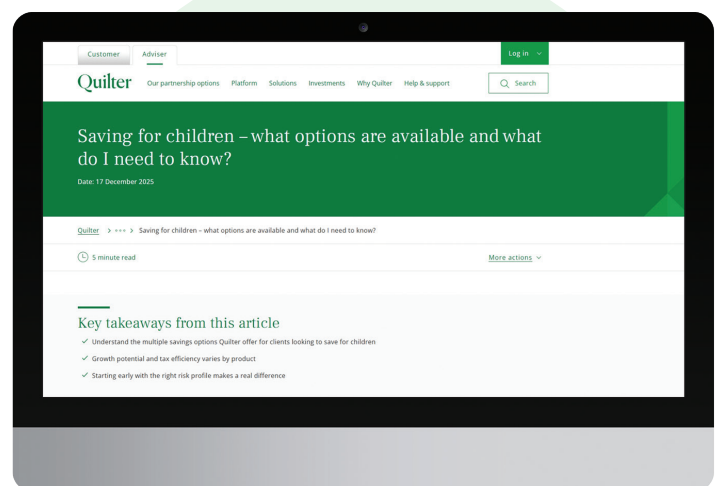 Customer
Adviser
Log in
Quilter
Our partnership options
Platform
Solutions
Investments
Why Quilter
Help & support
Search
Saving for children – what options are available and what
do I need to know?
Date: 17 December 2025
Quilter > ••• > Saving for children – what options are available and what do I need to know?
5 minute read
More actions
Key takeaways from this article
✓ Understand the multiple savings options Quilter offer for clients looking to save for children
✓ Growth potential and tax efficiency varies by product
✓ Starting early with the right risk profile makes a real difference